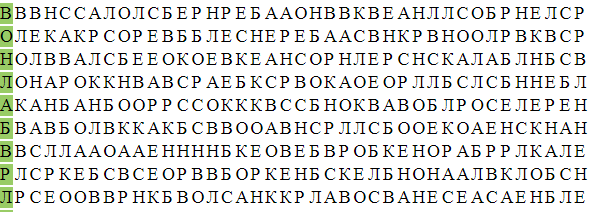 В В В Н С С А Л О Л С Б Е Р Н Р Е Б А А О Н В В К В Е А Н Л Л С О Б Р Н Е Л С Р
О Л Е К А К Р С О Р Е В Б Б Л Е С Н Е Р Е Б А А С В Н К Р В Н О О Л Р В К В С Р
Н О Л В В А Л С Б Е Е О К О Е В К Е А Н С О Р Н Л Е Р С Н С К А Л А Б Л Н Б С В
Л О Н А Р О К К Н В А В С Р А Е Б К С Р В О К А О Е О Р Л Л Б С Л С Б Н Н Е Б Л
А К А Н Б А Н Б О О Р Р С С О К К К В С С Б Н О К В А В О Б Л Р О С Е Л Е Р Е Н
Б В А В Б О Л В К К А К Б С В В О О А В Н С Р Л Л С Б О О Е К О А Е Н С К Н А Н
В В С Л Л А А О А А Е Н Н Н Н Б К Е О В Е Б В Р О Б К Е Н О Р А Б Р Р Л К А Л Е
Р Л С Р К Е Б С В С Е О Р В В Б О Р К Е Н Б С К Е Л Б Н О Н А А Л В К Л О Б С Н
Л Р С Е О О В В Р Н К Б В О Л С А Н К К Р Л А В О С В А Н Е С Е А С А Е Н Б Л Е